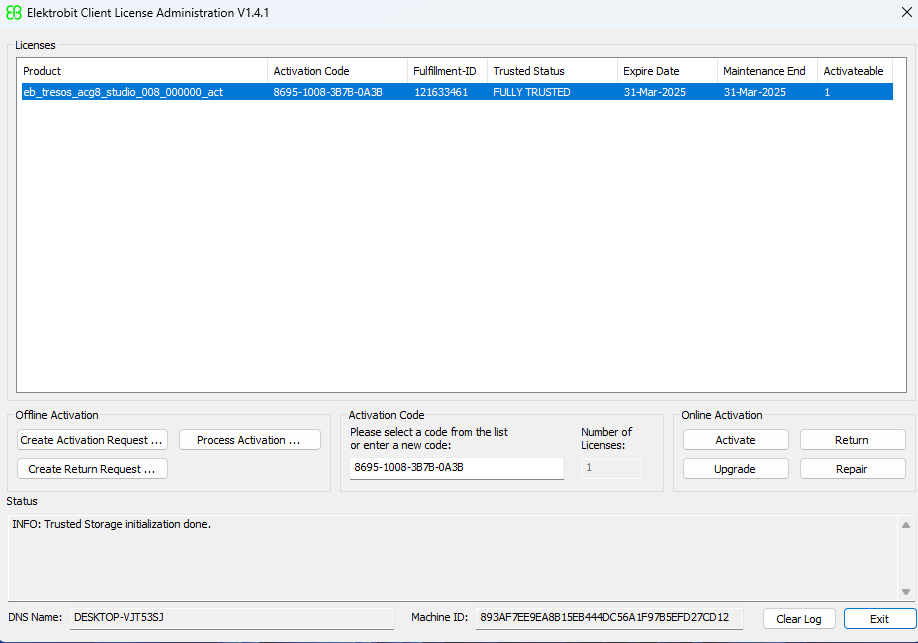 Elektrobit Client License Administration V1.4.1
Licenses
Product Activation Code Fulfillment-ID Trusted Status Expire Date Maintenance End Activateable
eb_tresos_acg8_studio_008_000000_act 8695-1008-3B7B-0A3B 121633461 FULLY TRUSTED 31-Mar-2025 31-Mar-2025 1
Offline Activation
Create Activation Request ... Process Activation ...
Create Return Request ...
Activation Code
Please select a code from the list
or enter a new code:
8695-1008-3B7B-0A3B
Number of
Licenses:
1
Online Activation
Activate Return
Upgrade Repair
Status
INFO: Trusted Storage initialization done.
DNS Name: DESKTOP-VJT53SJ Machine ID: 893AF7EE9EA8B15EB444DC56A1F97B5EFD27CD12 Clear Log Exit